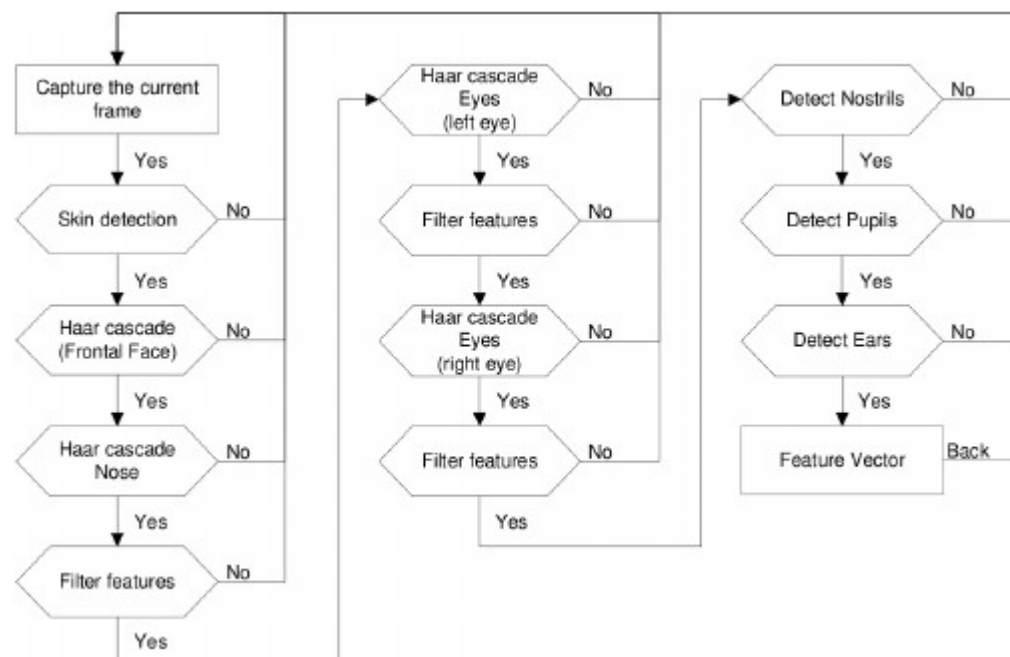 Capture the current
frame
Yes
Skin detection
No
Yes
Haar cascade
(Frontal Face)
No
Yes
Haar cascade
Nose
No
Yes
Filter features
No
Yes
Haar cascade
Eyes
(left eye)
No
Yes
Filter features
No
Yes
Haar cascade
Eyes
(right eye)
No
Yes
Filter features
No
Yes
Detect Nostrils
No
Yes
Detect Pupils
No
Yes
Detect Ears
No
Yes
Feature Vector
Back